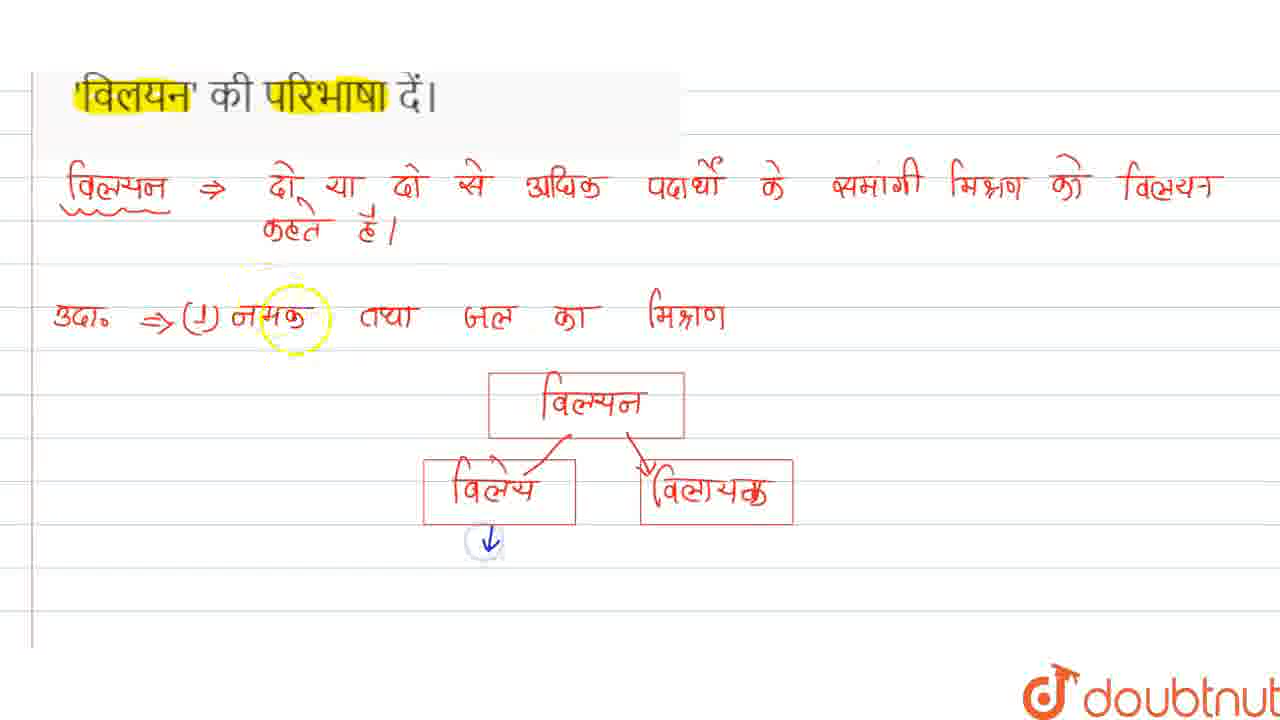 'विलयन' की परिभाषा दें।
विलयन ⇒ दो या दो से अधिक पदार्थों के समांगी मिश्रण को विलयन
कहते है।
उदा० ⇒ (1) नमक तथा जल का मिश्रण
विलयन
विलेय विलायक
doubtnut